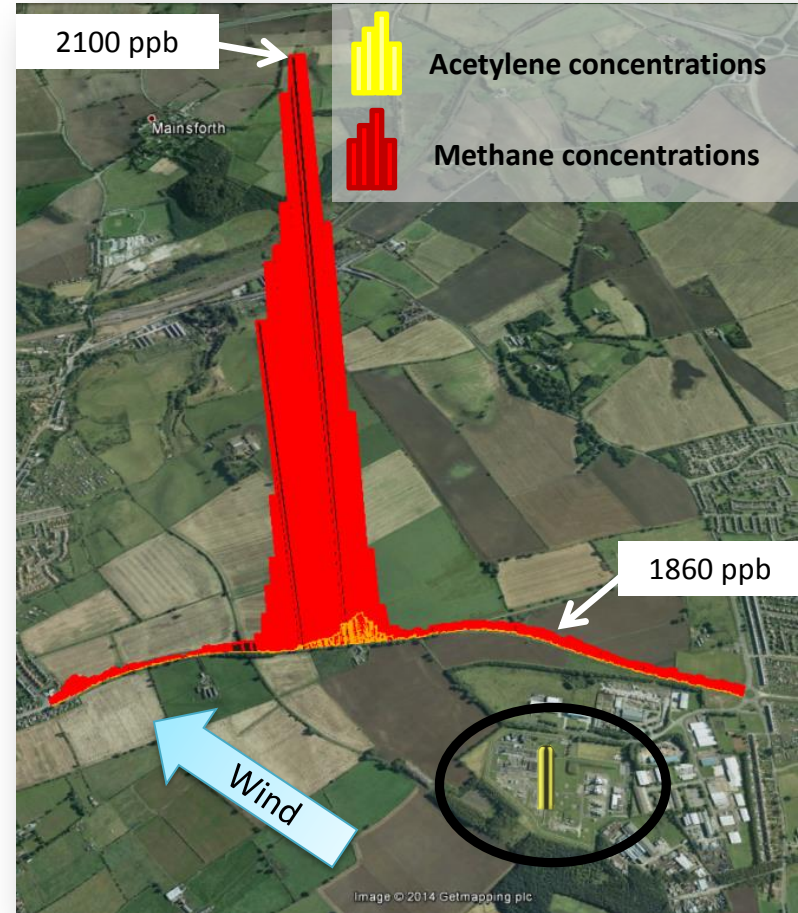 2100 ppb
Acetylene concentrations
Mainsforth
Methane concentrations
1860 ppb
Wind
Image © 2014 Getmapping plc